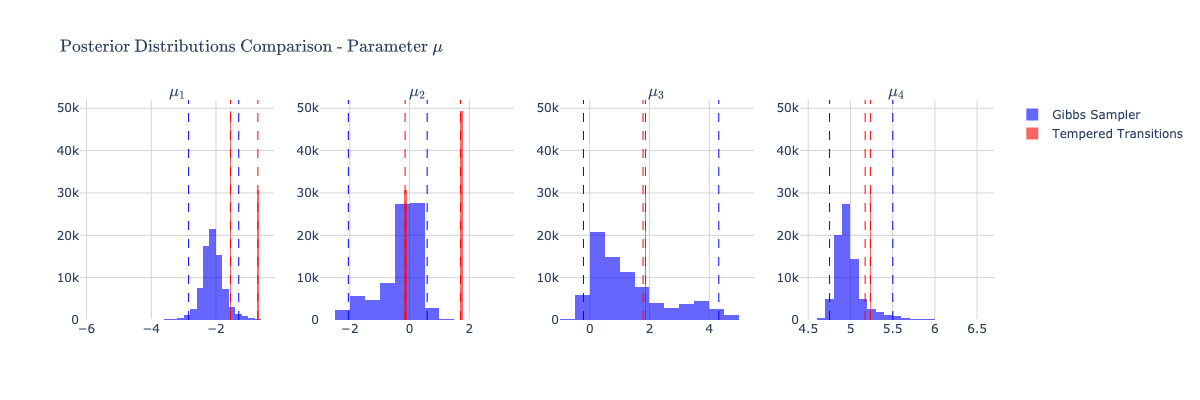 Posterior Distributions Comparison - Parameter μ
μ₁ μ₂ μ₃ μ₄
50k 50k 50k 50k
Gibbs Sampler
Tempered Transitions
40k 40k 40k 40k
30k 30k 30k 30k
20k 20k 20k 20k
10k 10k 10k 10k
0 0 0 0
−6 −4 −2 −2 0 2 0 2 4 4.5 5 5.5 6 6.5